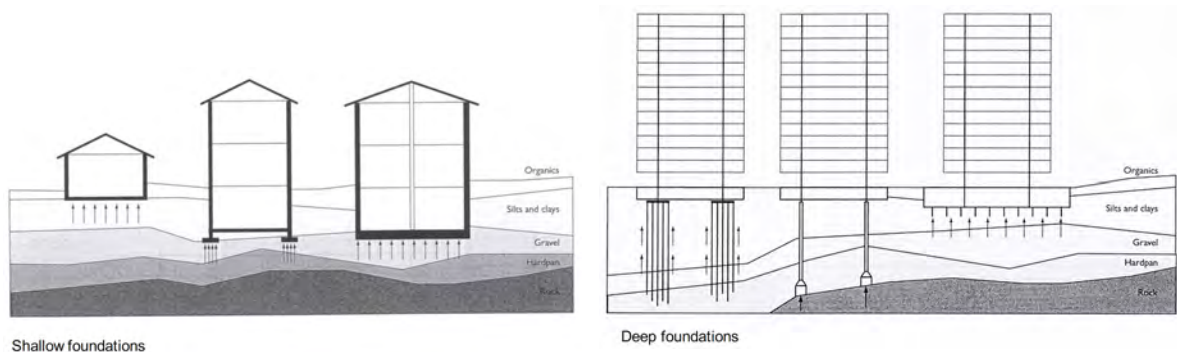 Organics
Silts and clays
Gravel
Hardpan
Rock
Shallow foundations
Organics
Silts and clays
Gravel
Hardpan
Rock
Deep foundations